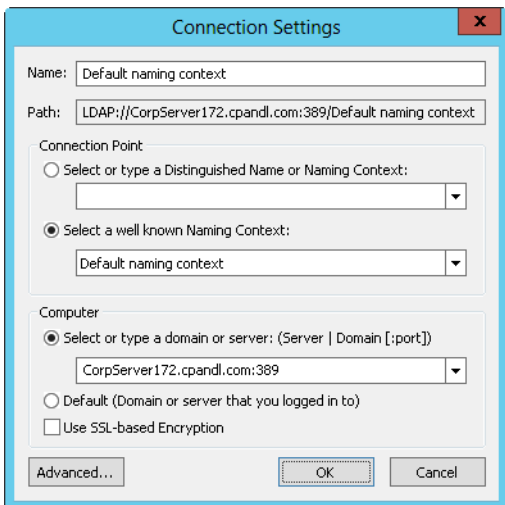 Connection Settings
x
Name: Default naming context
Path: LDAP://CorpServer172.cpandl.com:389/Default naming context
Connection Point
Select or type a Distinguished Name or Naming Context:
Select a well known Naming Context:
Default naming context
Computer
Select or type a domain or server: (Server | Domain [:port])
CorpServer172.cpandl.com:389
Default (Domain or server that you logged in to)
Use SSL-based Encryption
Advanced... OK Cancel